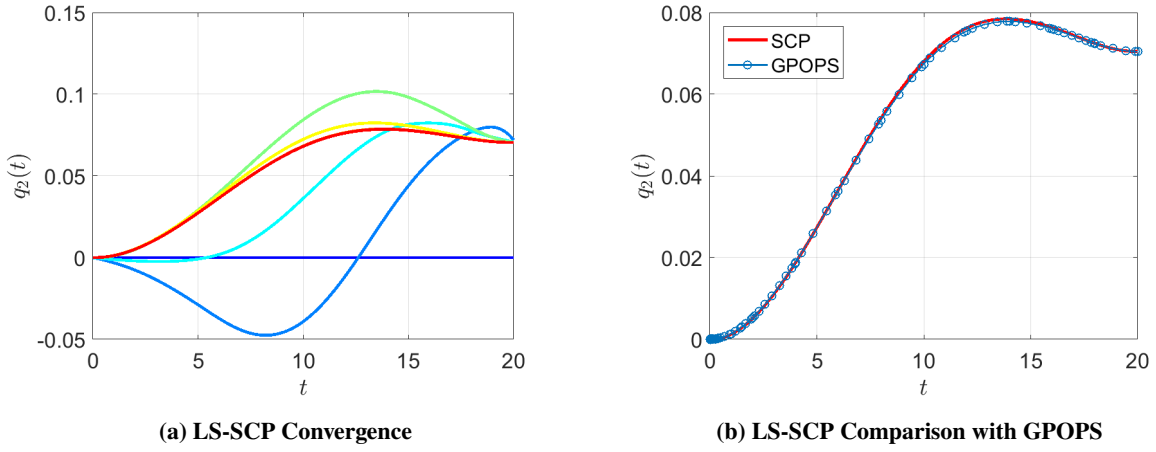 0.15
0.1
0.05
0
-0.05
q₂(t)
0 5 10 15 20
t
(a) LS-SCP Convergence
0.08
0.06
0.04
0.02
0
q₂(t)
SCP
GPOPS
0 5 10 15 20
t
(b) LS-SCP Comparison with GPOPS